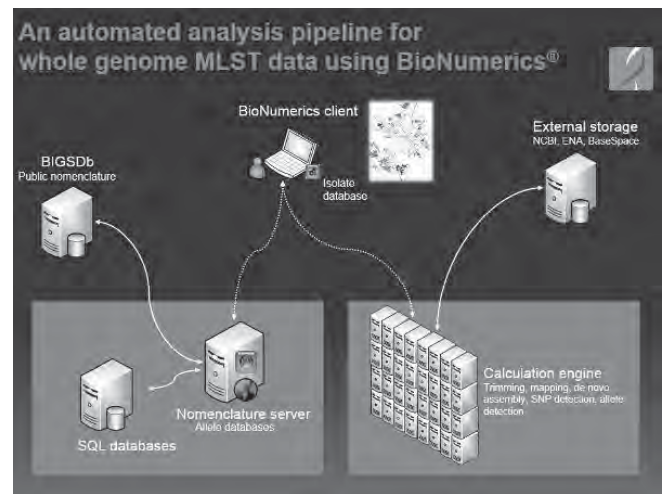 An automated analysis pipeline for
whole genome MLST data using BioNumerics®
BioNumerics client
External storage
NCBI, ENA, BaseSpace
BIGSDb
Public nomenclature
Isolate
database
Calculation engine
Trimming, mapping, de novo
assembly, SNP detection, allele
detection
Nomenclature server
Allele databases
SQL databases